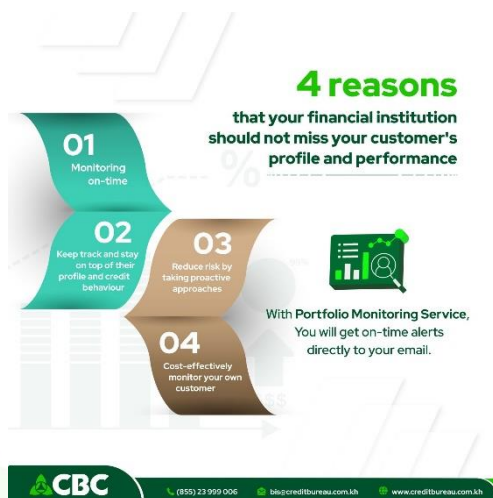 4 reasons
that your financial institution
should not miss your customer's
profile and performance
01
Monitoring
on-time
02
Keep track and stay
on top of their
profile and credit
behaviour
03
Reduce risk by
taking proactive
approaches
04
Cost-effectively
monitor your own
customer
With Portfolio Monitoring Service,
You will get on-time alerts
directly to your email.
CBC
(855) 23 999 006
bis@creditbureau.com.kh
www.creditbureau.com.kh